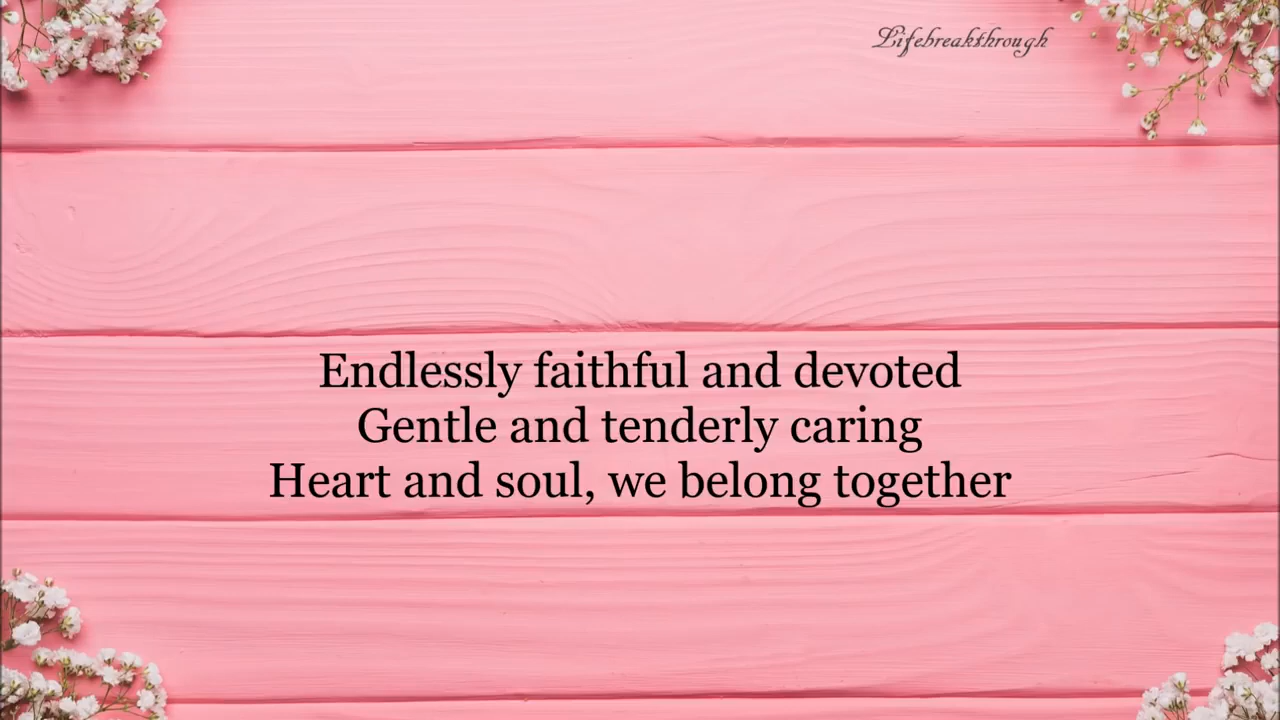 Lifebreakthrough
Endlessly faithful and devoted
Gentle and tenderly caring
Heart and soul, we belong together